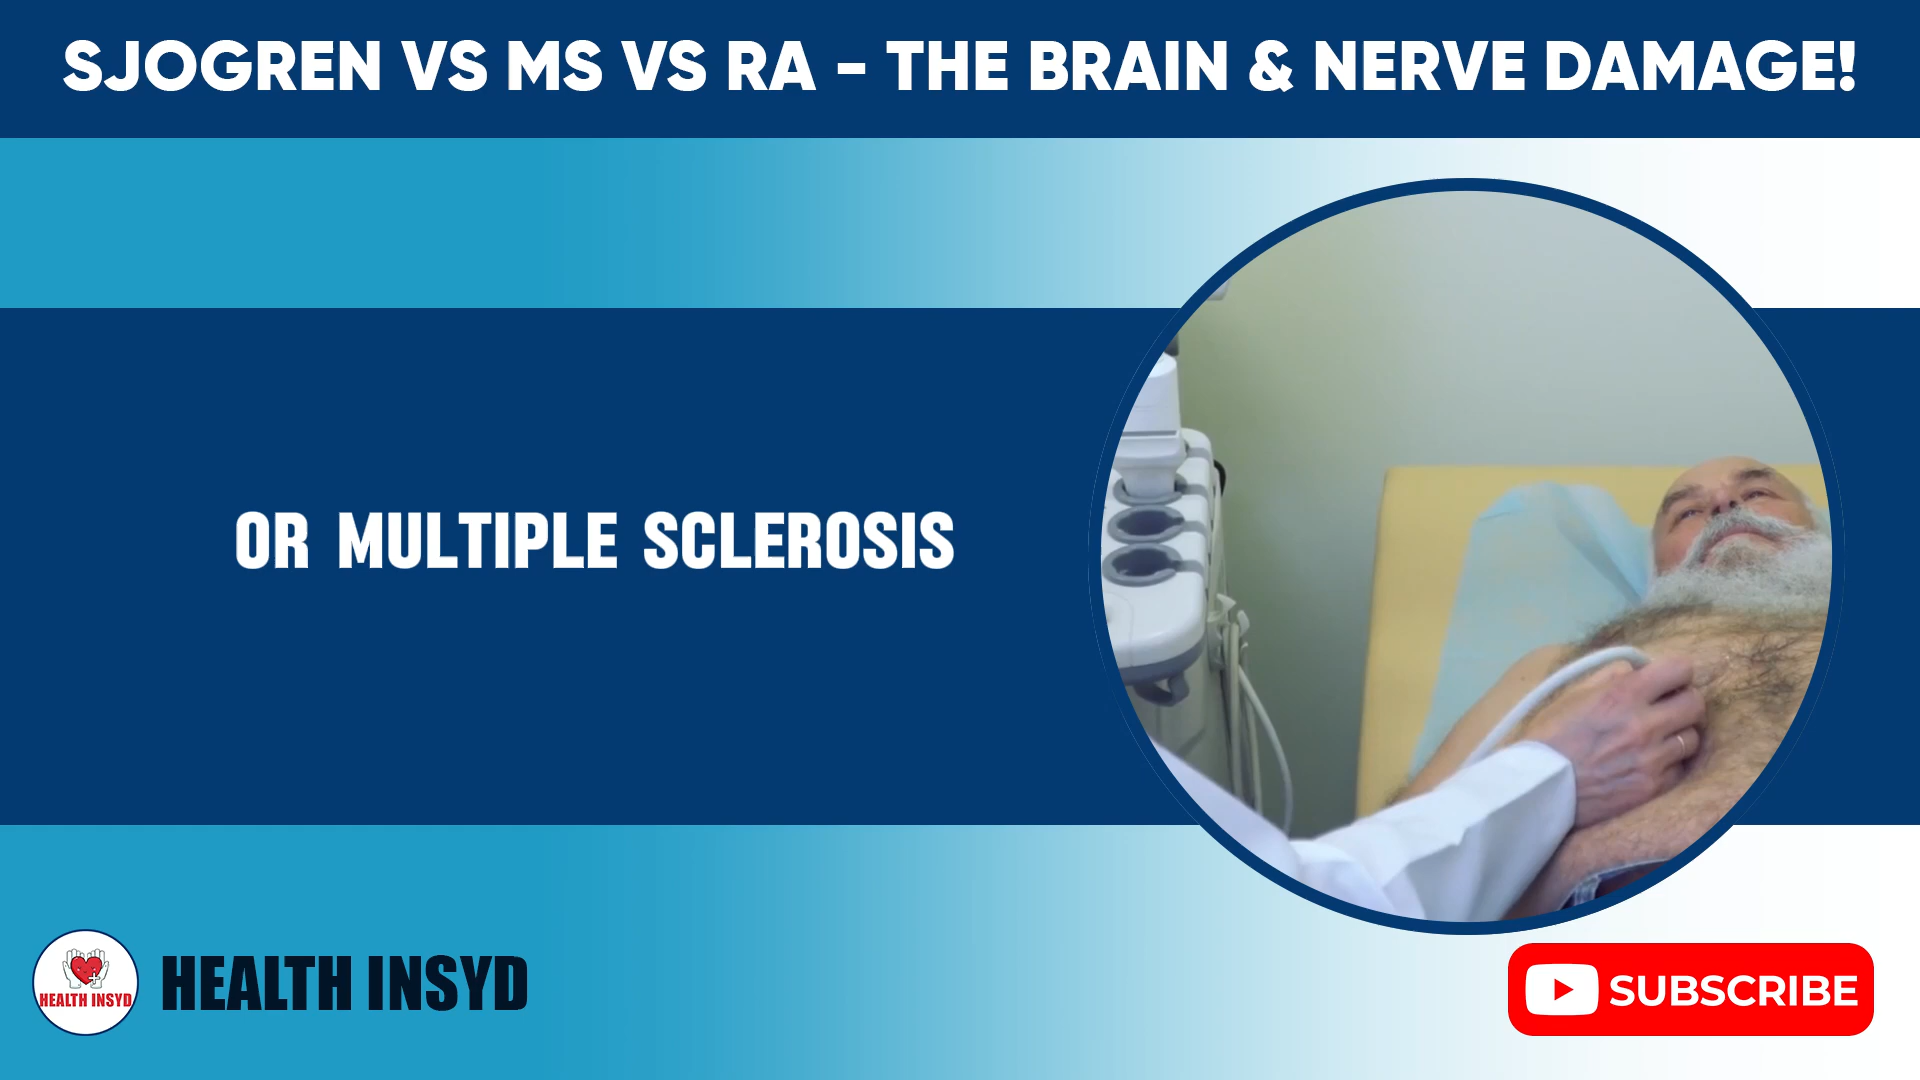 SJOGREN VS MS VS RA - THE BRAIN & NERVE DAMAGE!
OR MULTIPLE SCLEROSIS
HEALTH INSYD
HEALTH INSYD
SUBSCRIBE